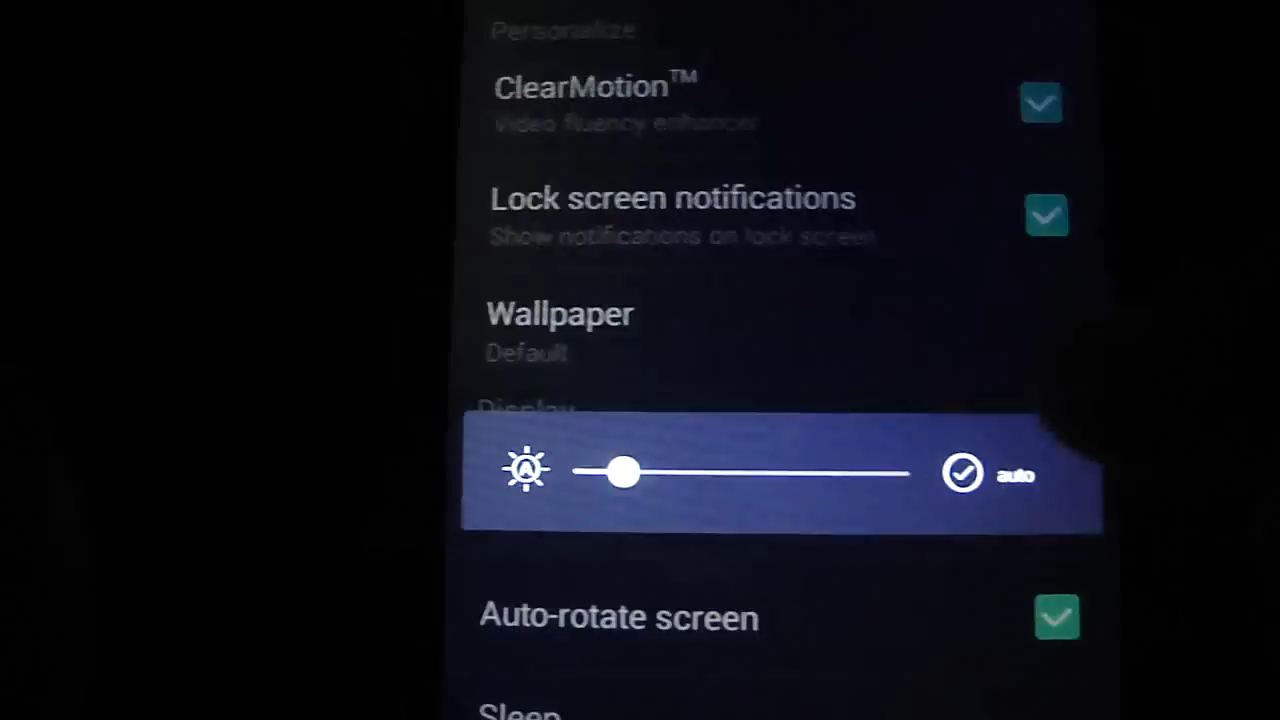 Personalize
ClearMotion™
Video fluency enhancer
Lock screen notifications
Show notifications on lock screen
Wallpaper
Default
Display
A
auto
Auto-rotate screen
Sleep